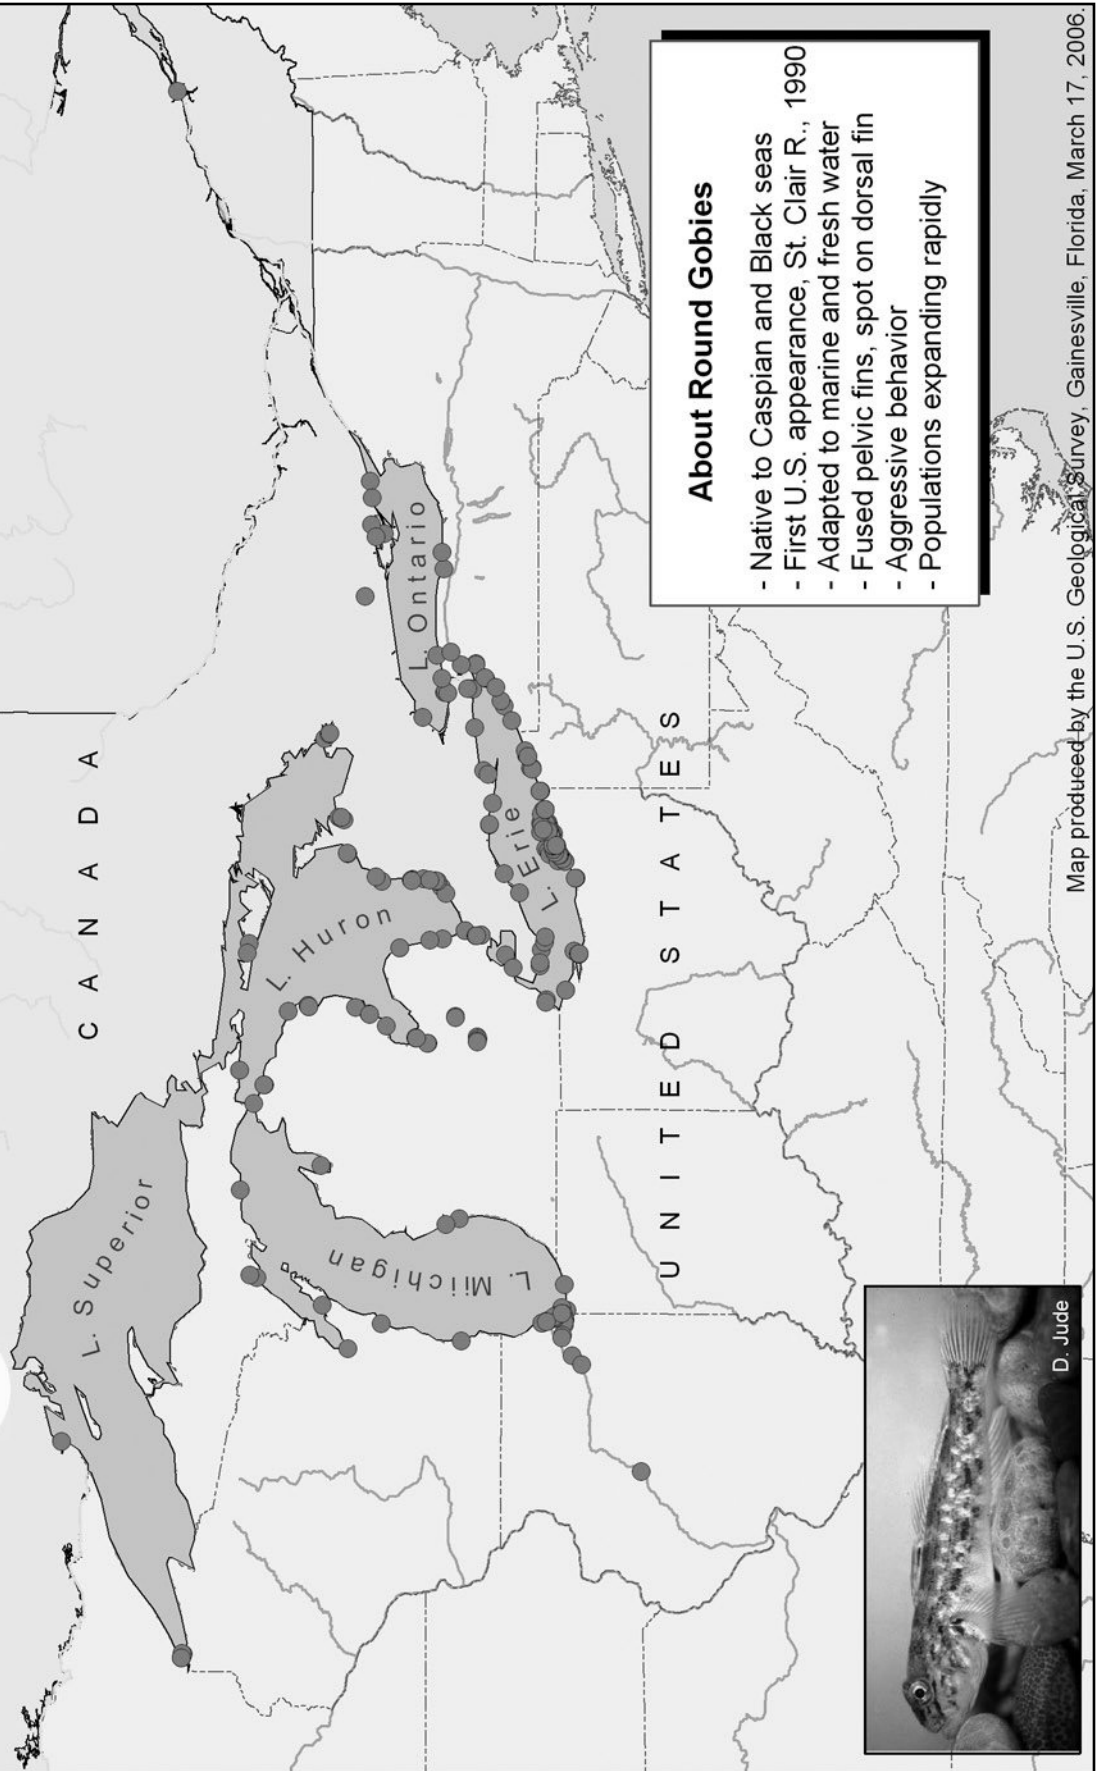 C A N A D A
L. Superior
L. Huron
L. Ontario
L. Miichigan
L. Erie
U N I T E D S T A T E S
About Round Gobies
- Native to Caspian and Black seas
- First U.S. appearance, St. Clair R., 1990
- Adapted to marine and fresh water
- Fused pelvic fins, spot on dorsal fin
- Aggressive behavior
- Populations expanding rapidly
D. Jude
Map produced by the U.S. Geological Survey, Gainesville, Florida, March 17, 2006.